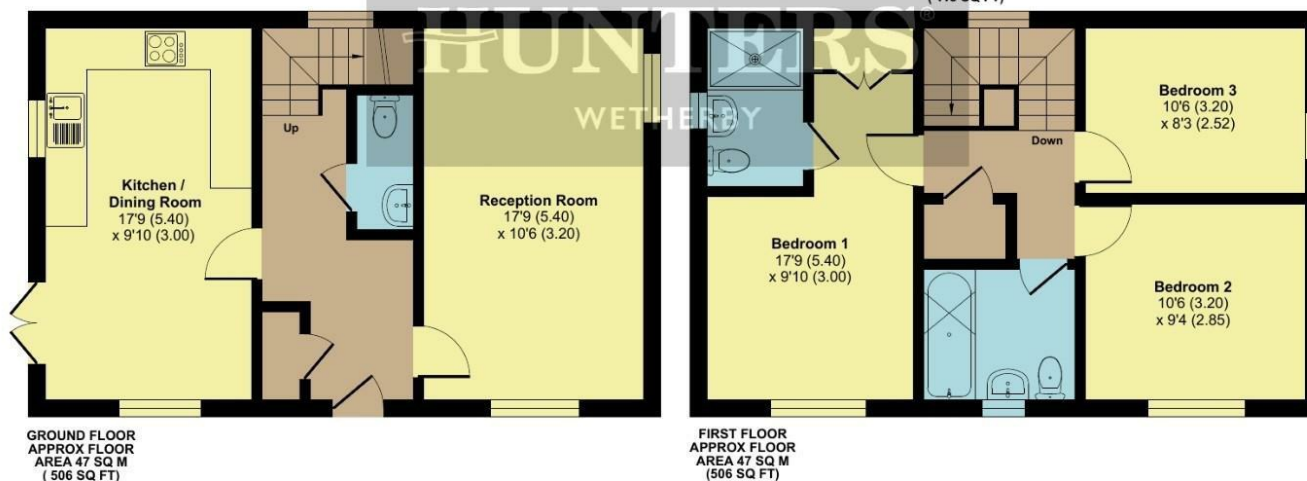 HUNTERS®
WETHERBY
Up
Kitchen /
Dining Room
17'9 (5.40)
x 9'10 (3.00)
Reception Room
17'9 (5.40)
x 10'6 (3.20)
GROUND FLOOR
APPROX FLOOR
AREA 47 SQ M
( 506 SQ FT)
Bedroom 3
10'6 (3.20)
x 8'3 (2.52)
Down
Bedroom 1
17'9 (5.40)
x 9'10 (3.00)
Bedroom 2
10'6 (3.20)
x 9'4 (2.85)
FIRST FLOOR
APPROX FLOOR
AREA 47 SQ M
(506 SQ FT)